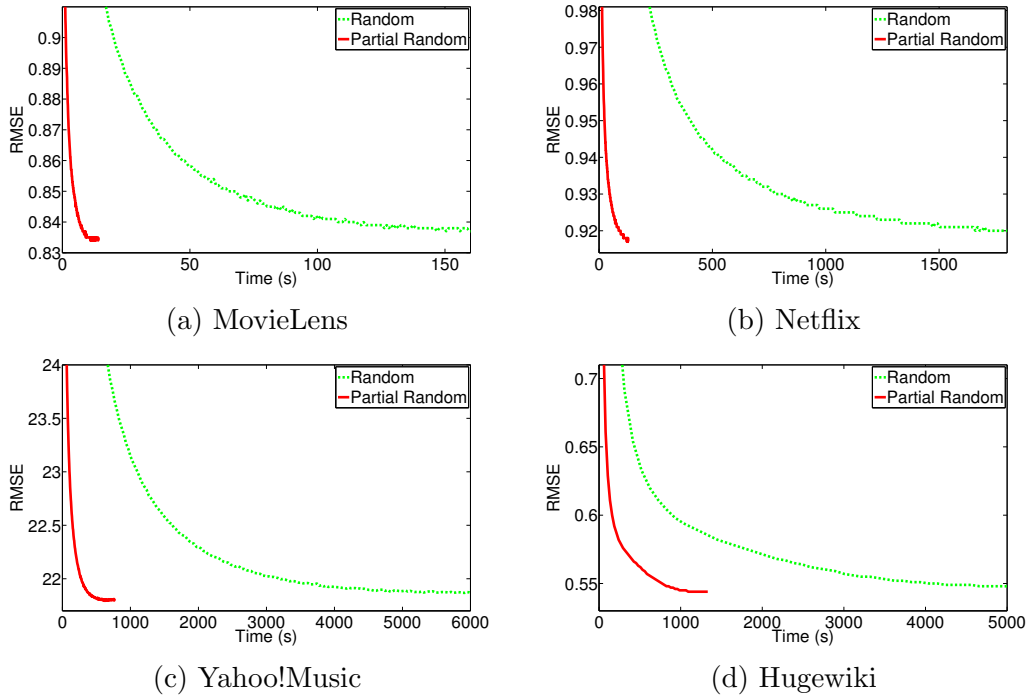 0.9
0.89
0.88
0.87
0.86
0.85
0.84
0.83
RMSE
0
50
100
150
Time (s)
Random
Partial Random
(a) MovieLens
0.98
0.97
0.96
0.95
0.94
0.93
0.92
RMSE
0
500
1000
1500
Time (s)
Random
Partial Random
(b) Netflix
24
23.5
23
22.5
22
RMSE
0
1000
2000
3000
4000
5000
6000
Time (s)
Random
Partial Random
(c) Yahoo!Music
0.7
0.65
0.6
0.55
RMSE
0
1000
2000
3000
4000
5000
Time (s)
Random
Partial Random
(d) Hugewiki